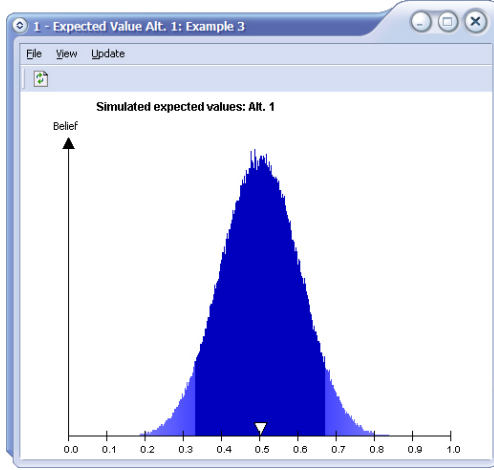 1 - Expected Value Alt. 1: Example 3
File View Update
Simulated expected values: Alt. 1
Belief
0.0 0.1 0.2 0.3 0.4 0.5 0.6 0.7 0.8 0.9 1.0